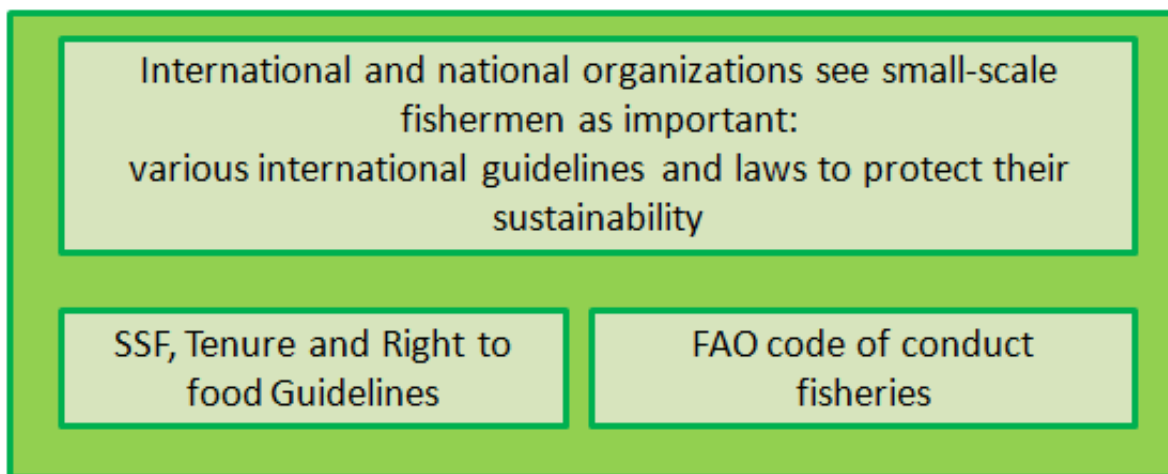 International and national organizations see small-scale
fishermen as important:
various international guidelines and laws to protect their
sustainability
SSF, Tenure and Right to
food Guidelines
FAO code of conduct
fisheries